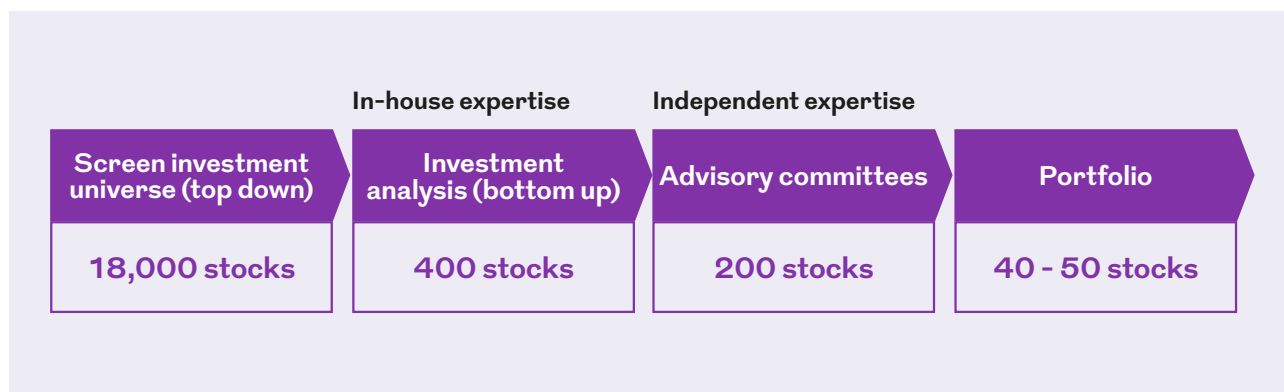 In-house expertise
Independent expertise
Screen investment
universe (top down)
Investment
analysis (bottom up)
Advisory committees
Portfolio
18,000 stocks
400 stocks
200 stocks
40 - 50 stocks